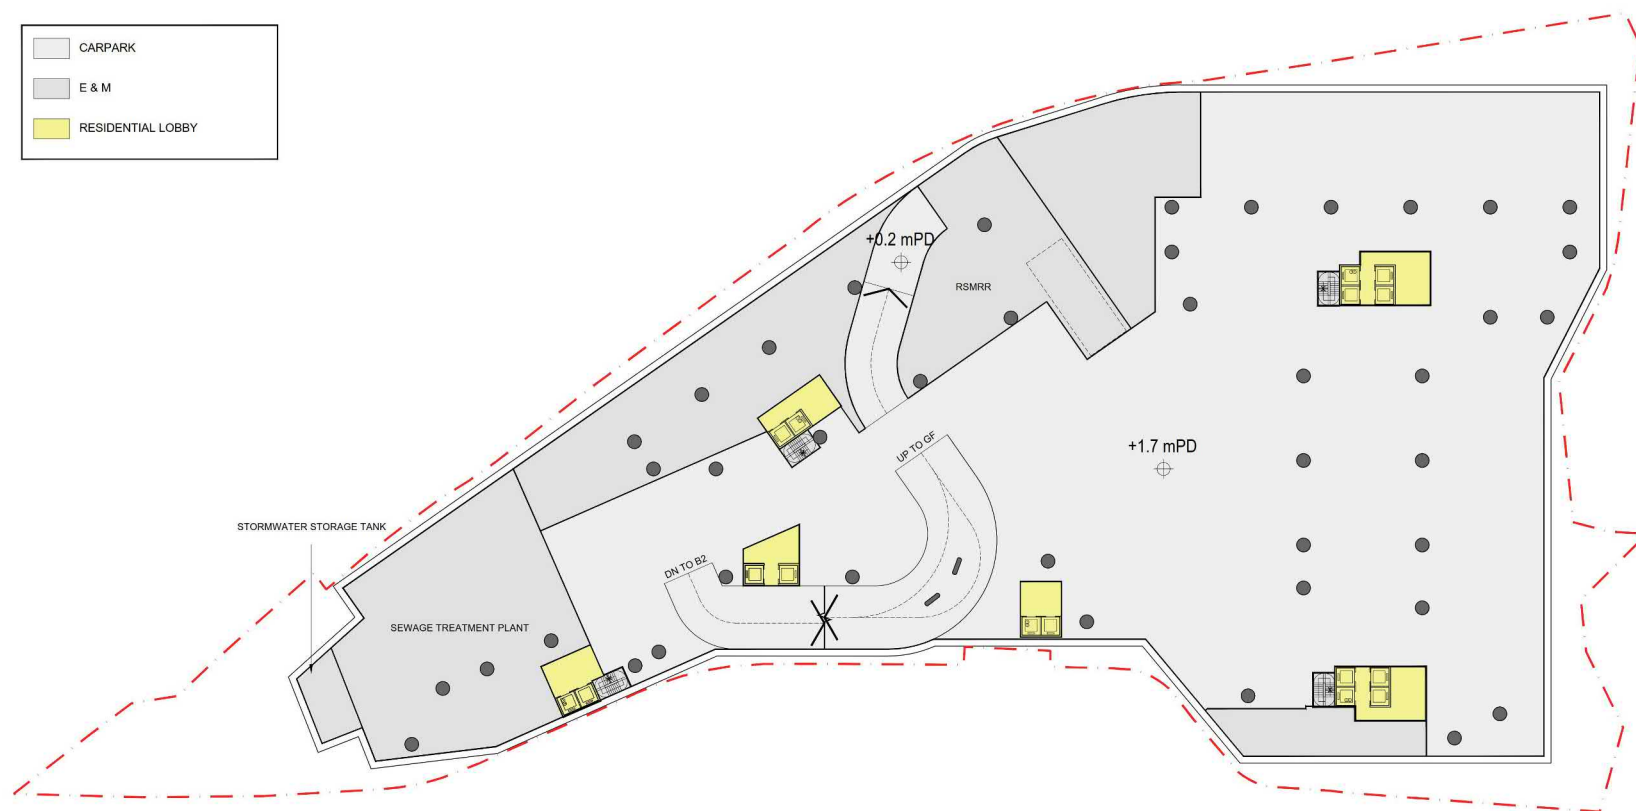 CARPARK
E & M
RESIDENTIAL LOBBY
+0.2 mPD
RSMRR
UP TO GF
+1.7 mPD
STORMWATER STORAGE TANK
DN TO B2
SEWAGE TREATMENT PLANT